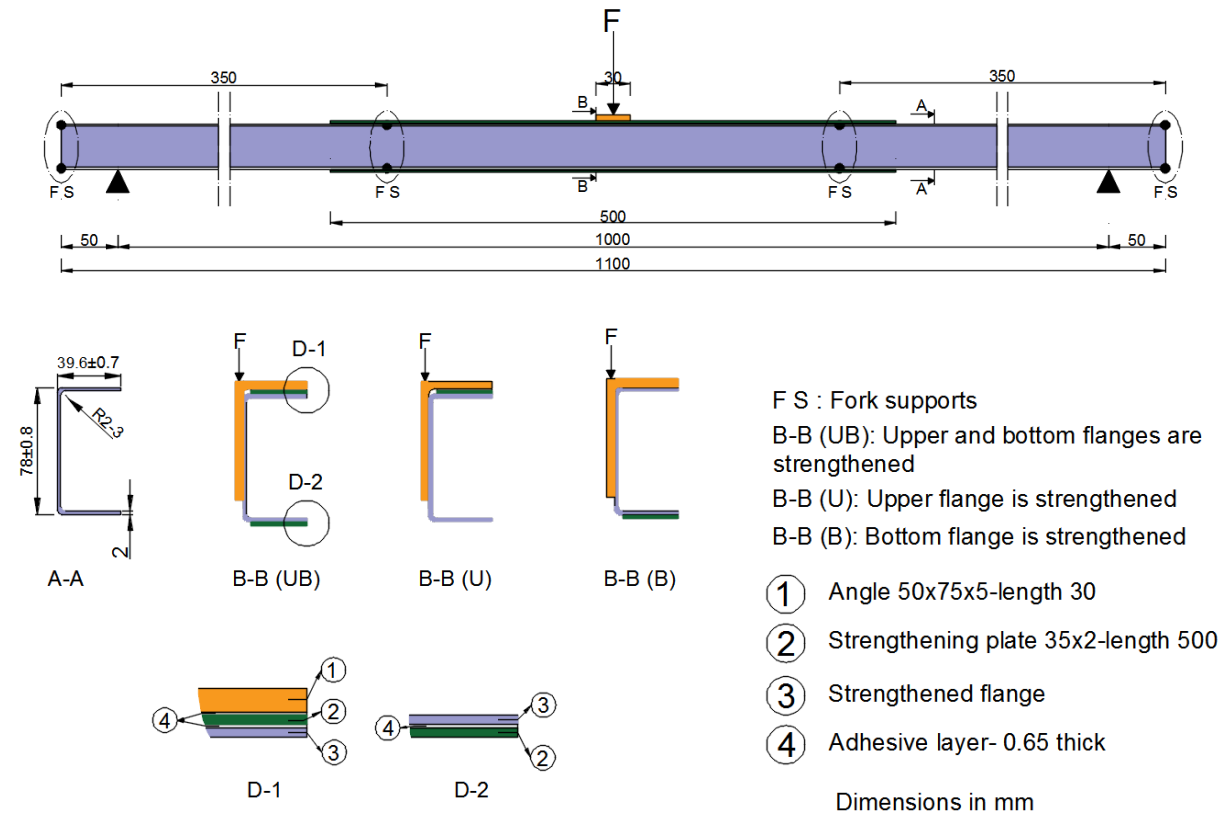 F
350
30
350
B
A
B
A
F S
F S
F S
F S
500
50
1000
50
1100
39.6±0.7
R2-3
78±0.8
2
A-A
F
D-1
D-2
B-B (UB)
F
B-B (U)
F
B-B (B)
F S : Fork supports
B-B (UB): Upper and bottom flanges are
strengthened
B-B (U): Upper flange is strengthened
B-B (B): Bottom flange is strengthened
1 Angle 50x75x5-length 30
2 Strengthening plate 35x2-length 500
3 Strengthened flange
4 Adhesive layer- 0.65 thick
Dimensions in mm
1
2
4
3
D-1
3
4
2
D-2